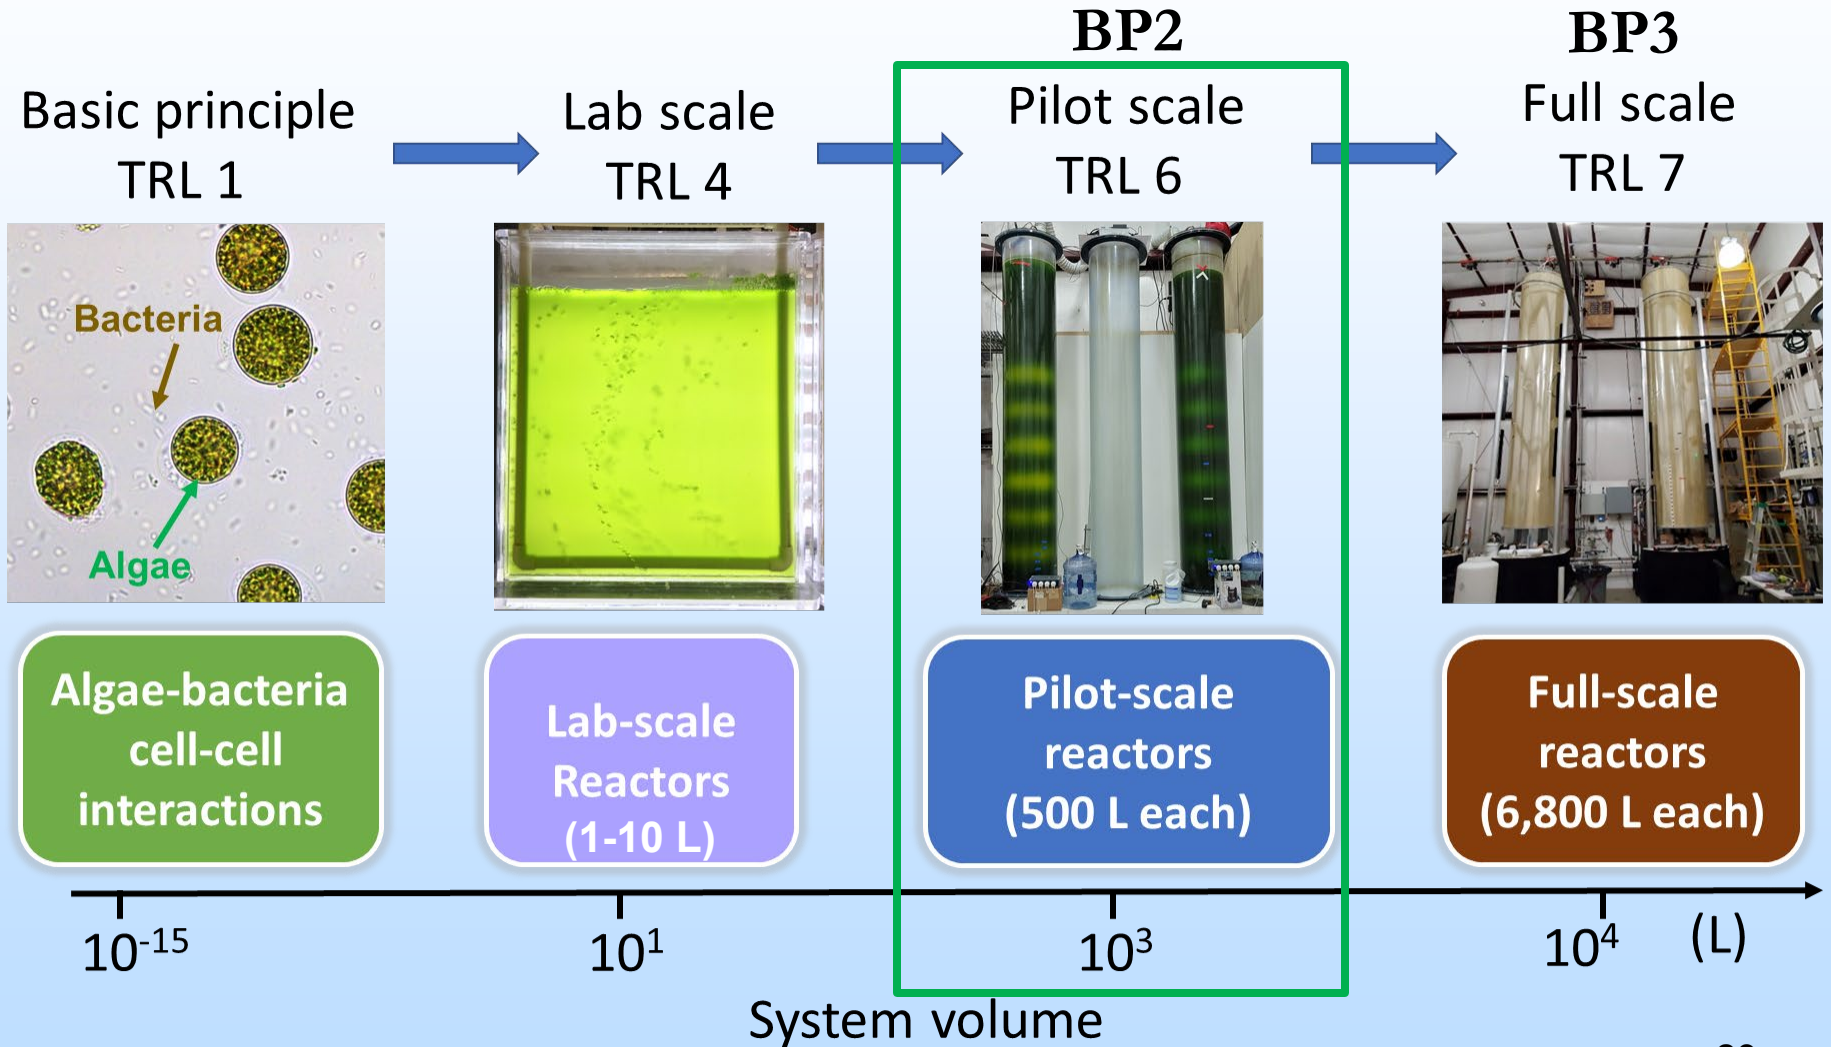 BP2
BP3
Basic principle
TRL 1
Lab scale
TRL 4
Pilot scale
TRL 6
Full scale
TRL 7
Bacteria
Algae
Algae-bacteria
cell-cell
interactions
Lab-scale
Reactors
(1-10 L)
Pilot-scale
reactors
(500 L each)
Full-scale
reactors
(6,800 L each)
10⁻¹⁵
10¹
10³
10⁴
(L)
System volume